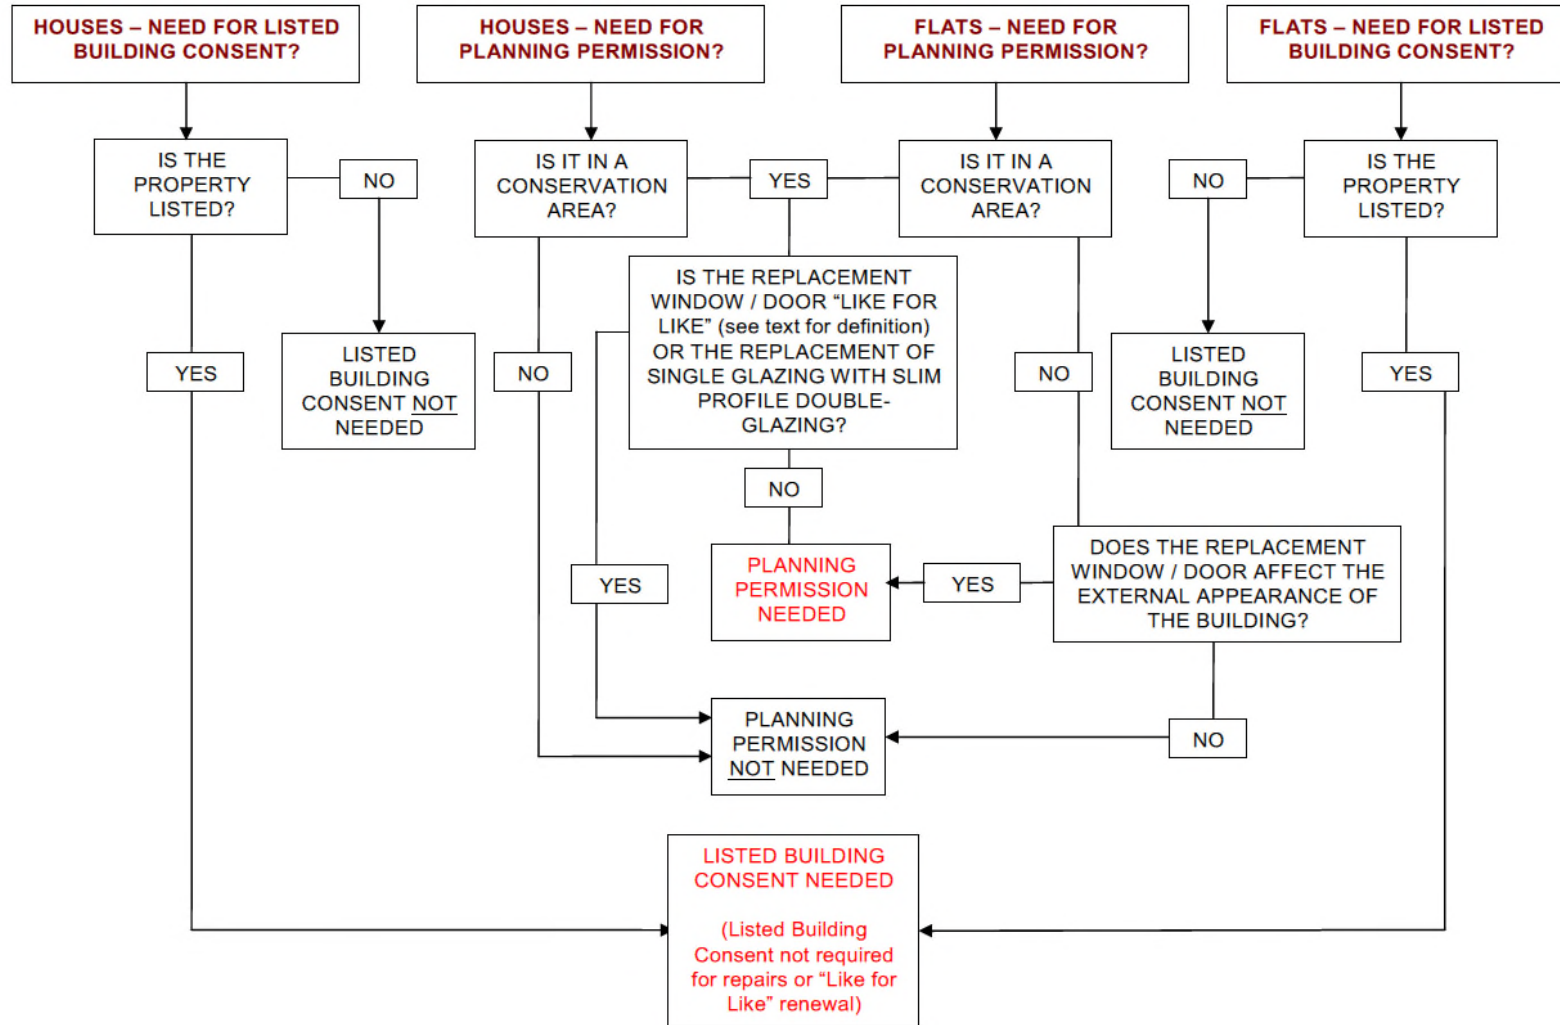 HOUSES – NEED FOR LISTED
BUILDING CONSENT?
HOUSES – NEED FOR
PLANNING PERMISSION?
FLATS – NEED FOR
PLANNING PERMISSION?
FLATS – NEED FOR LISTED
BUILDING CONSENT?
IS THE
PROPERTY
LISTED?
NO
IS IT IN A
CONSERVATION
AREA?
YES
IS IT IN A
CONSERVATION
AREA?
NO
IS THE
PROPERTY
LISTED?
YES
LISTED
BUILDING
CONSENT NOT
NEEDED
NO
IS THE REPLACEMENT
WINDOW / DOOR “LIKE FOR
LIKE” (see text for definition)
OR THE REPLACEMENT OF
SINGLE GLAZING WITH SLIM
PROFILE DOUBLE-
GLAZING?
NO
LISTED
BUILDING
CONSENT NOT
NEEDED
YES
NO
YES
PLANNING
PERMISSION
NEEDED
YES
DOES THE REPLACEMENT
WINDOW / DOOR AFFECT THE
EXTERNAL APPEARANCE OF
THE BUILDING?
PLANNING
PERMISSION
NOT NEEDED
NO
LISTED BUILDING
CONSENT NEEDED
(Listed Building
Consent not required
for repairs or “Like for
Like” renewal)